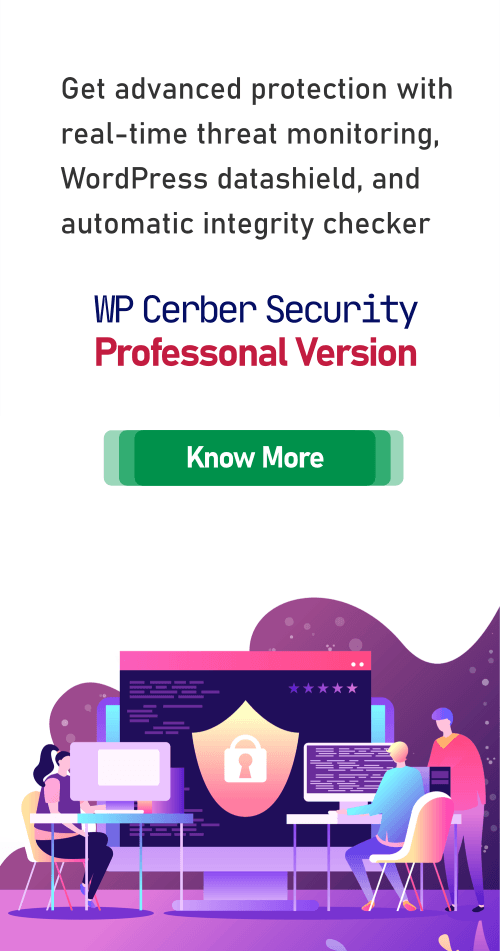 Get advanced protection with
real-time threat monitoring,
WordPress datashield, and
automatic integrity checker
WP Cerber Security
Professonal Version
Know More